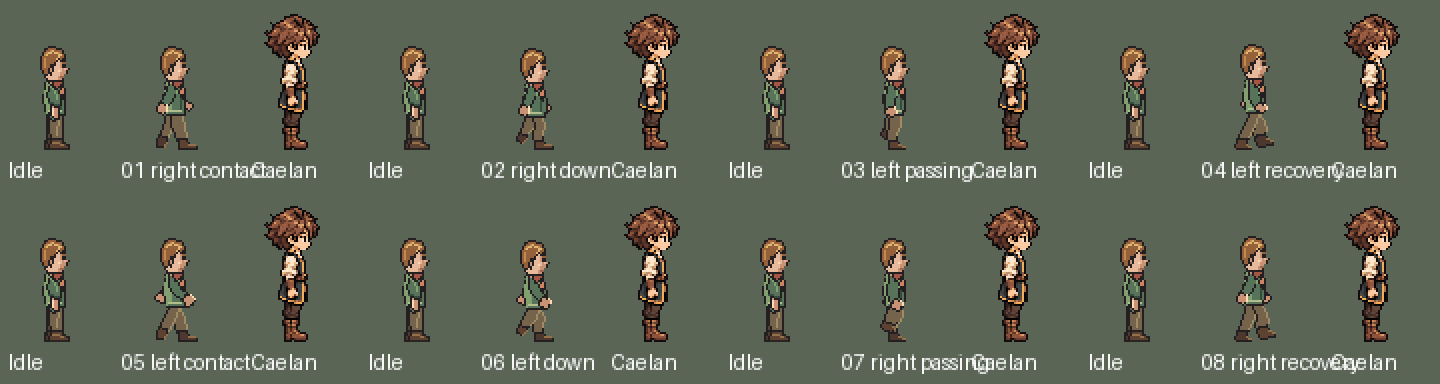 Idle 01 right contact Caelan Idle 02 right down Caelan Idle 03 left passing Caelan Idle 04 left recovery Caelan
Idle 05 left contact Caelan Idle 06 left down Caelan Idle 07 right passing Caelan Idle 08 right recovery Caelan